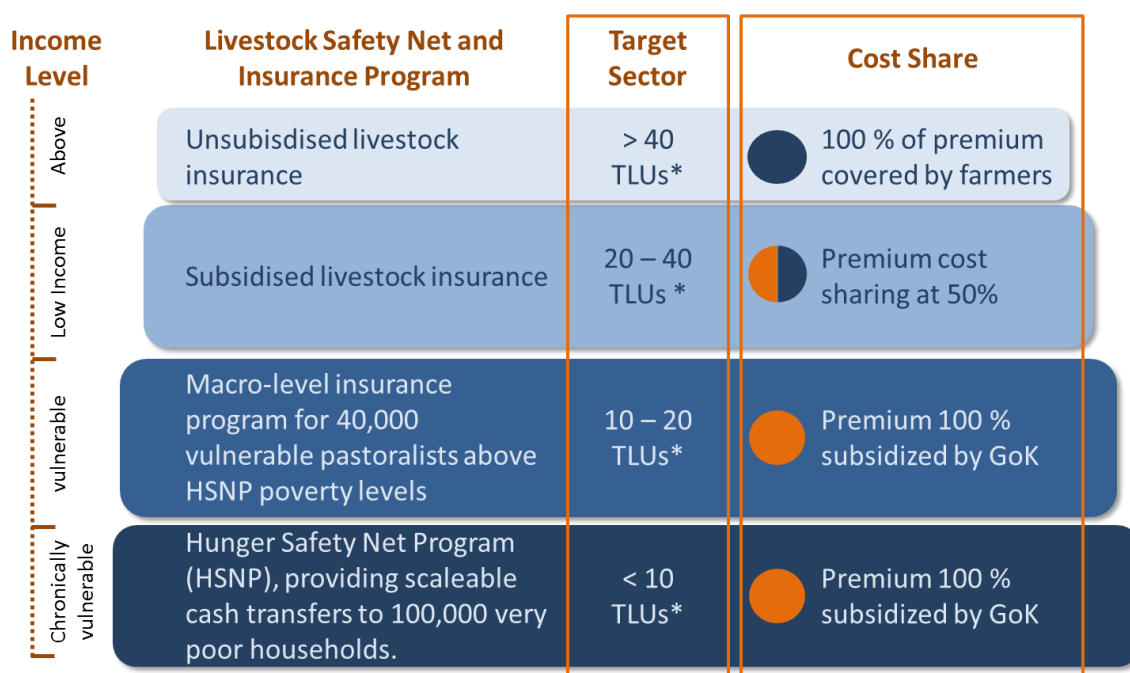 Income
Level
Livestock Safety Net and
Insurance Program
Target
Sector
Cost Share
Above
Unsubisdised livestock
insurance
> 40
TLUs*
100 % of premium
covered by farmers
Low Income
Subsidised livestock insurance
20 – 40
TLUs *
Premium cost
sharing at 50%
vulnerable
Macro-level insurance
program for 40,000
vulnerable pastoralists above
HSNP poverty levels
10 – 20
TLUs*
Premium 100 %
subsidized by GoK
Chronically
vulnerable
Hunger Safety Net Program
(HSNP), providing scaleable
cash transfers to 100,000 very
poor households.
< 10
TLUs*
Premium 100 %
subsidized by GoK